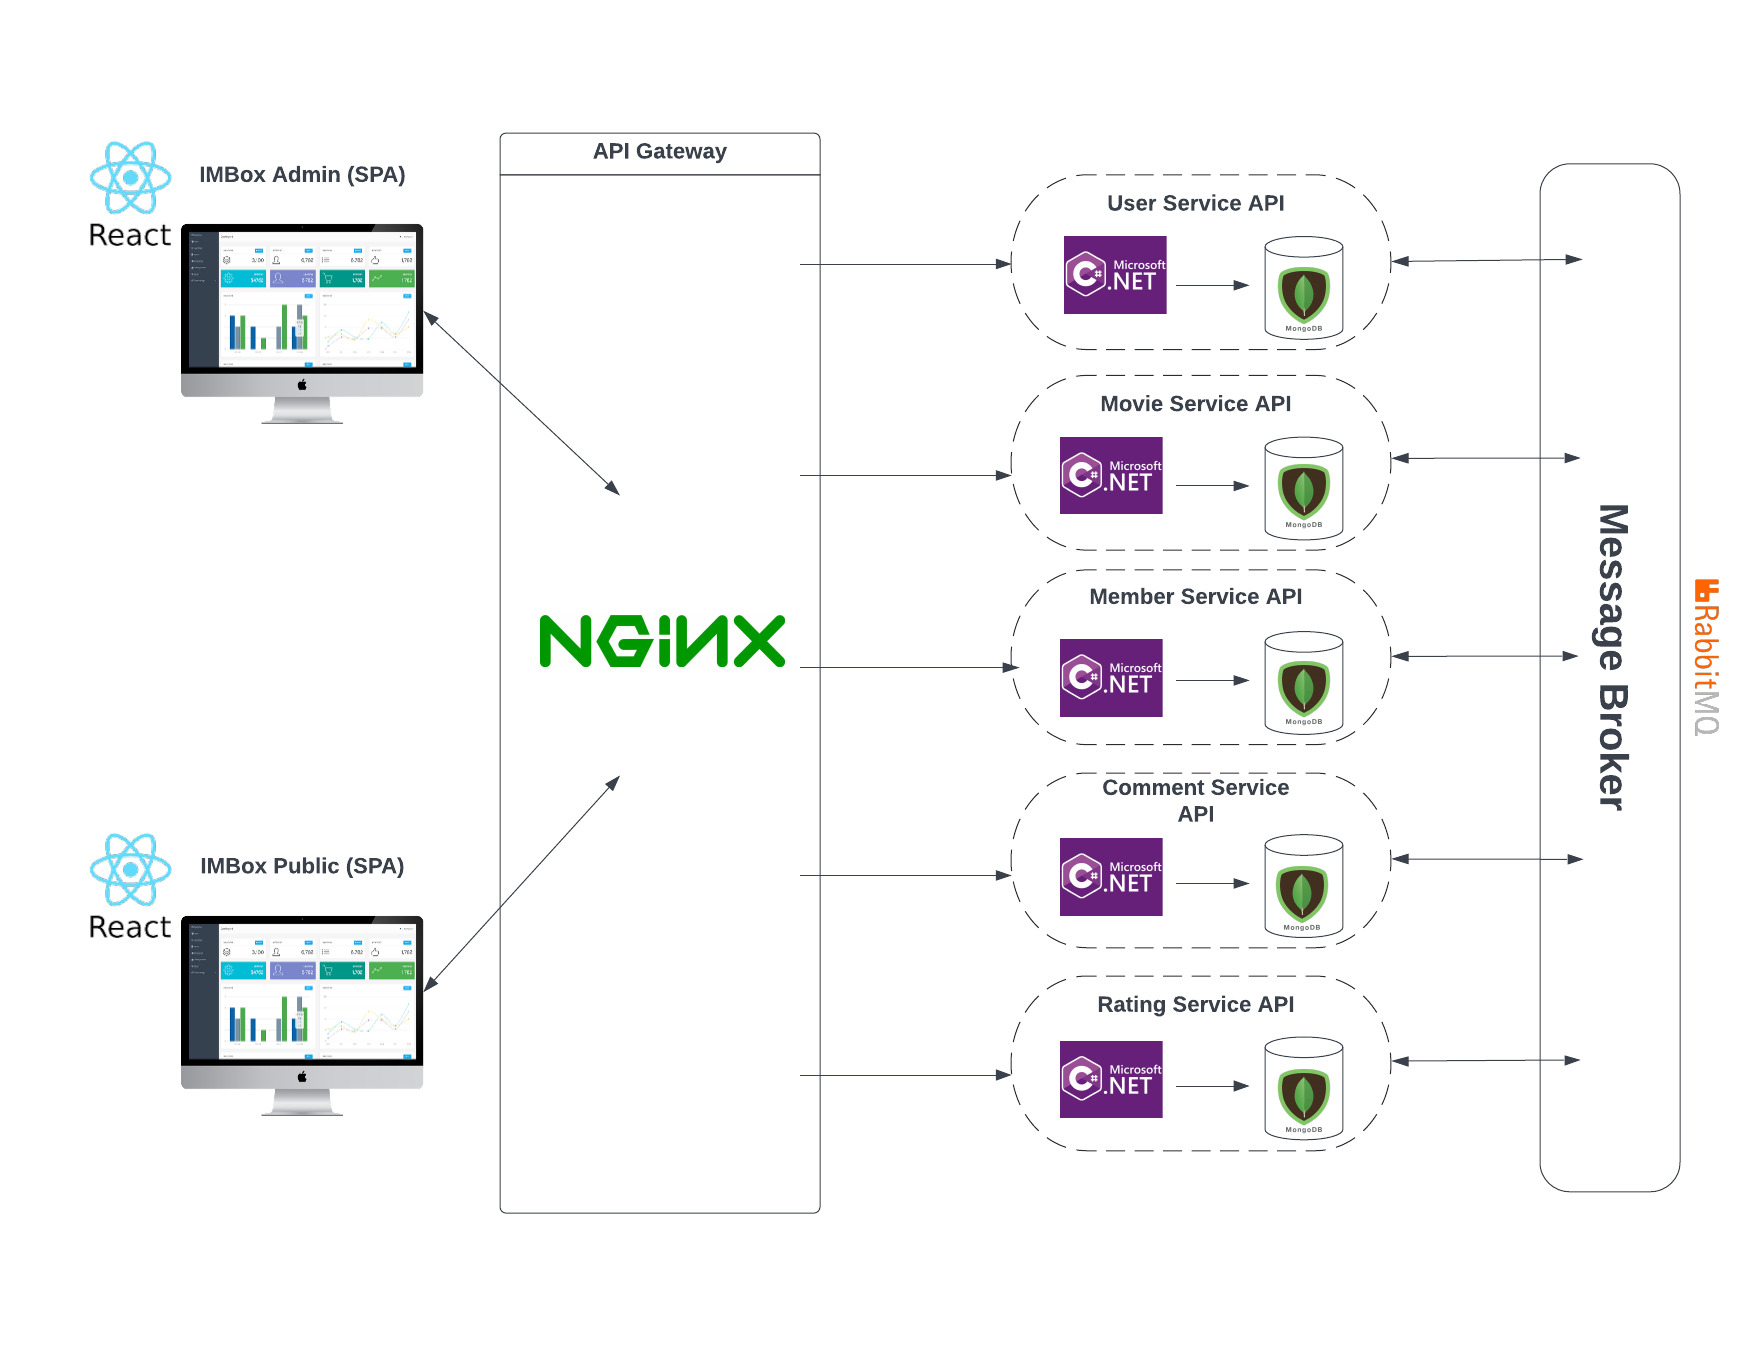 IMBox Admin (SPA)
React
IMBox Public (SPA)
React
API Gateway
NGiNX
User Service API
C#
Microsoft
.NET
MongoDB
Movie Service API
C#
Microsoft
.NET
MongoDB
Member Service API
C#
Microsoft
.NET
MongoDB
Comment Service
API
C#
Microsoft
.NET
MongoDB
Rating Service API
C#
Microsoft
.NET
MongoDB
Message Broker
RabbitMQ